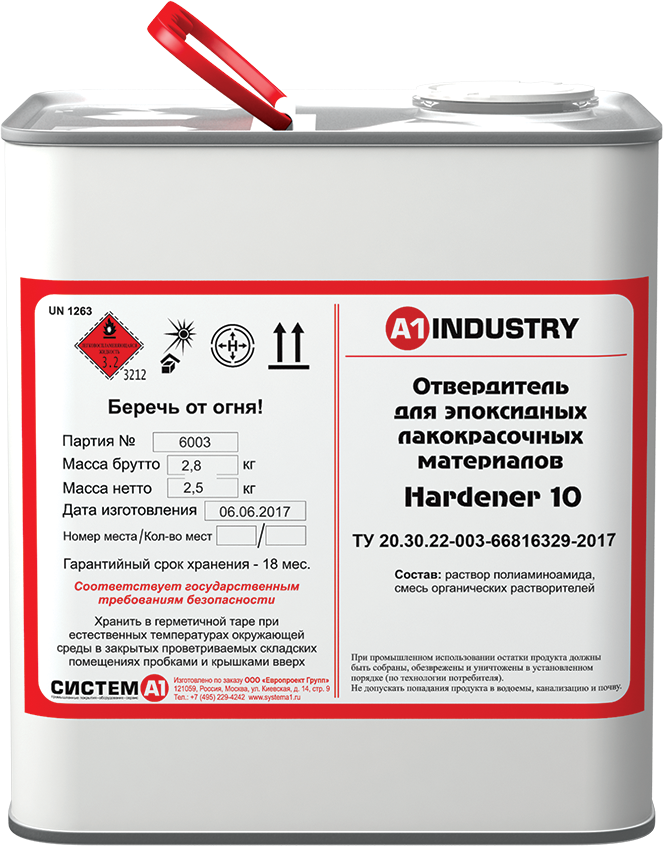 UN 1263
ЛЕГКОВОСПЛАМЕНЯЮЩАЯСЯ
ЖИДКОСТЬ
3.2
3212
Н
Беречь от огня!
Партия № 6003
Масса брутто 2,8 кг
Масса нетто 2,5 кг
Дата изготовления 06.06.2017
Номер места/Кол-во мест /
Гарантийный срок хранения - 18 мес.
Соответствует государственным
требованиям безопасности
Хранить в герметичной таре при
естественных температурах окружающей
среды в закрытых проветриваемых складских
помещениях пробками и крышками вверх
СИСТЕМ А1
Изготовлено по заказу ООО «Европроект Групп»
121059, Россия, Москва, ул. Киевская, д. 14, стр. 9
Тел.: +7 (495) 229-4242 www.systema1.ru
A1 INDUSTRY
Отвердитель
для эпоксидных
лакокрасочных
материалов
Hardener 10
ТУ 20.30.22-003-66816329-2017
Состав: раствор полиаминоамида,
смесь органических растворителей
При промышленном использовании остатки продукта должны
быть собраны, обезврежены и уничтожены в установленном
порядке (по технологии потребителя).
Не допускать попадания продукта в водоемы, канализацию и почву.